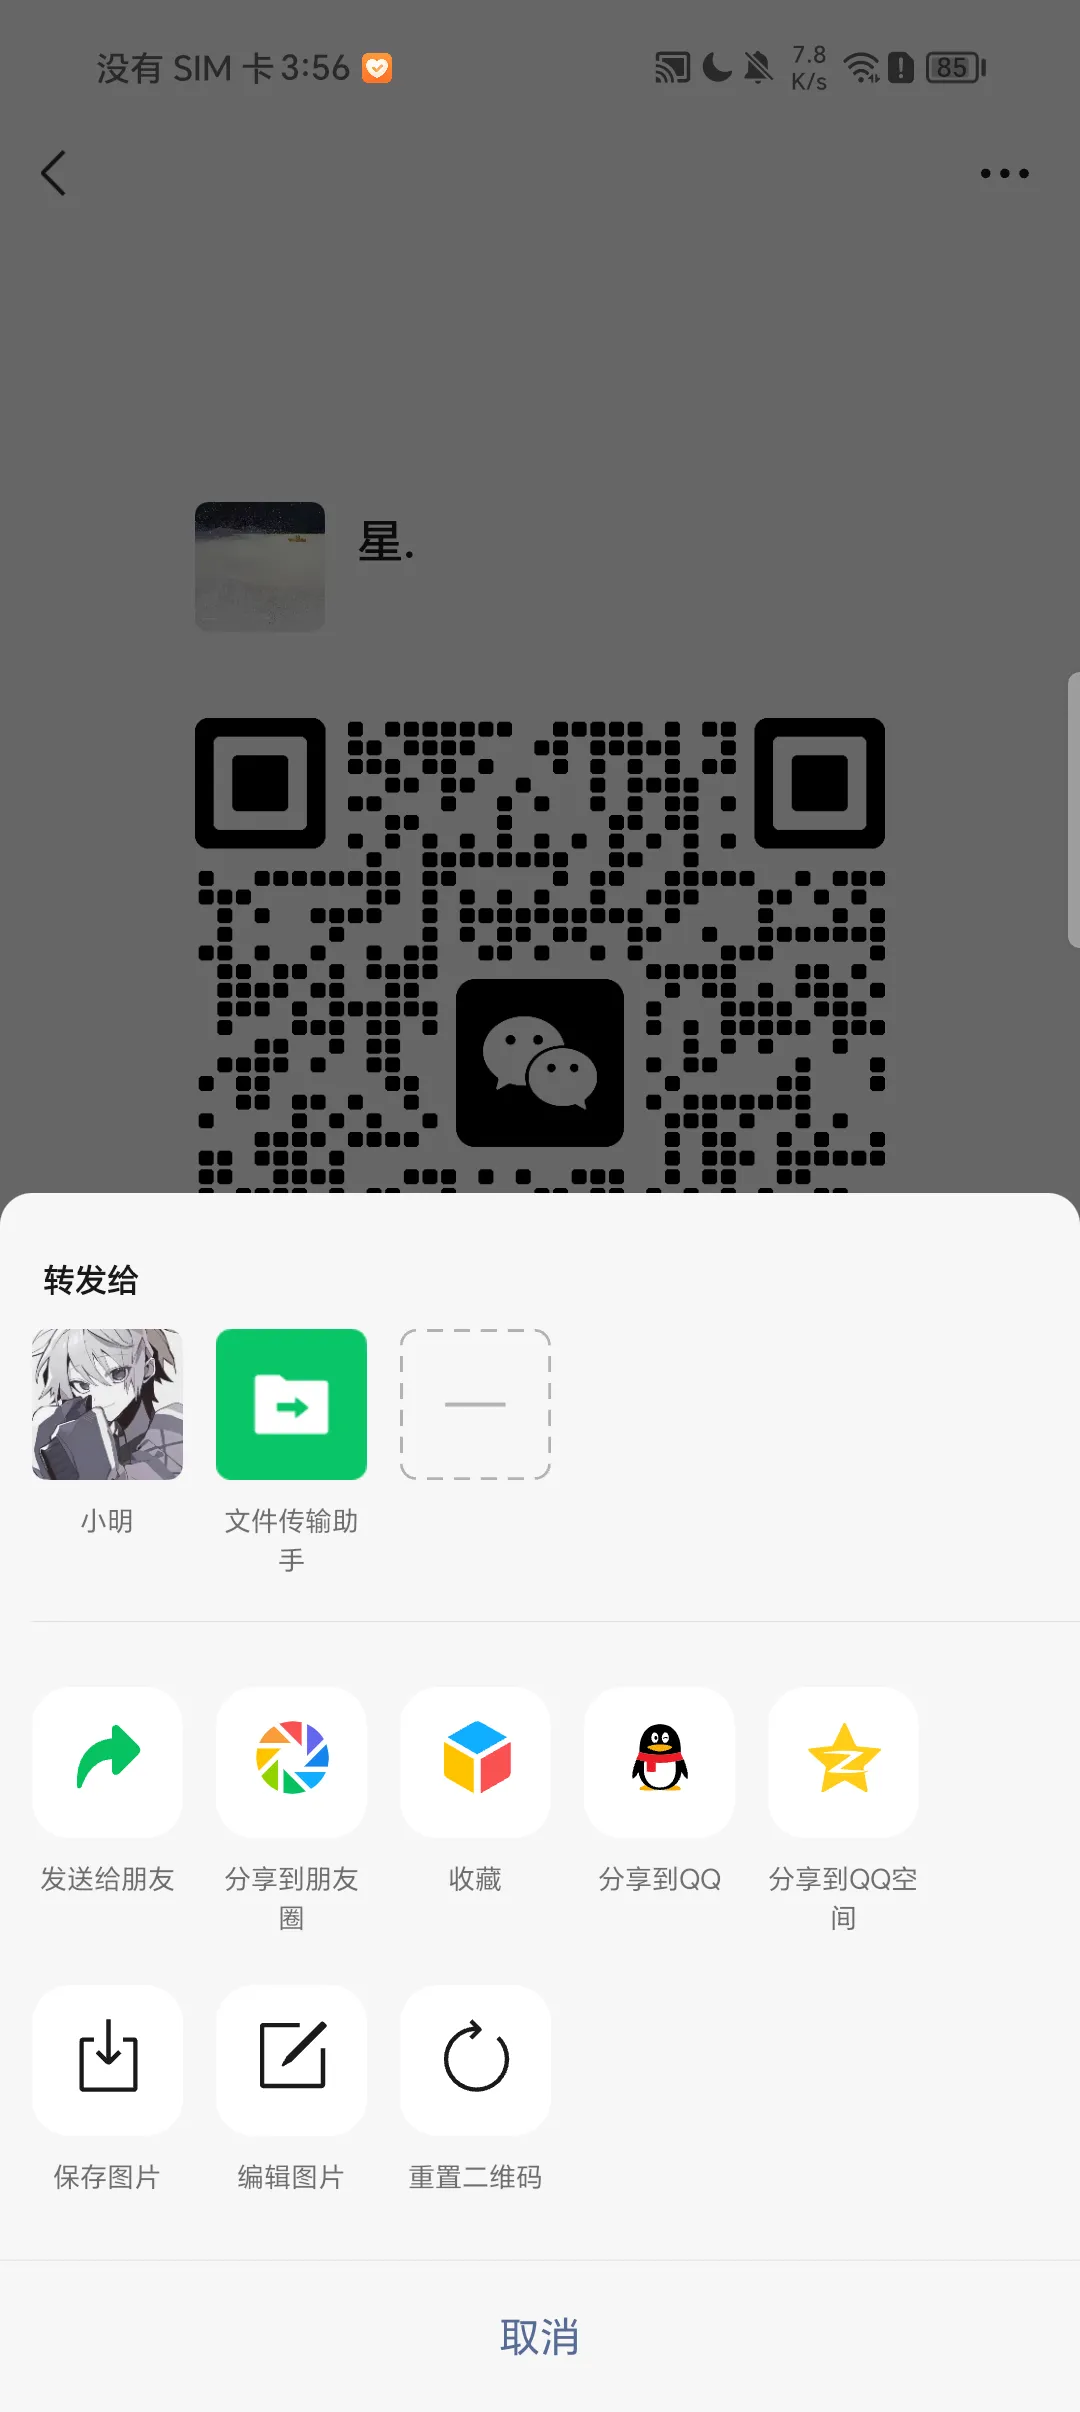 没有 SIM 卡 3:56
7.8
K/s
85
星.
转发给
小明
文件传输助
手
发送给朋友
分享到朋友
圈
收藏
分享到QQ
分享到QQ空
间
保存图片
编辑图片
重置二维码
取消